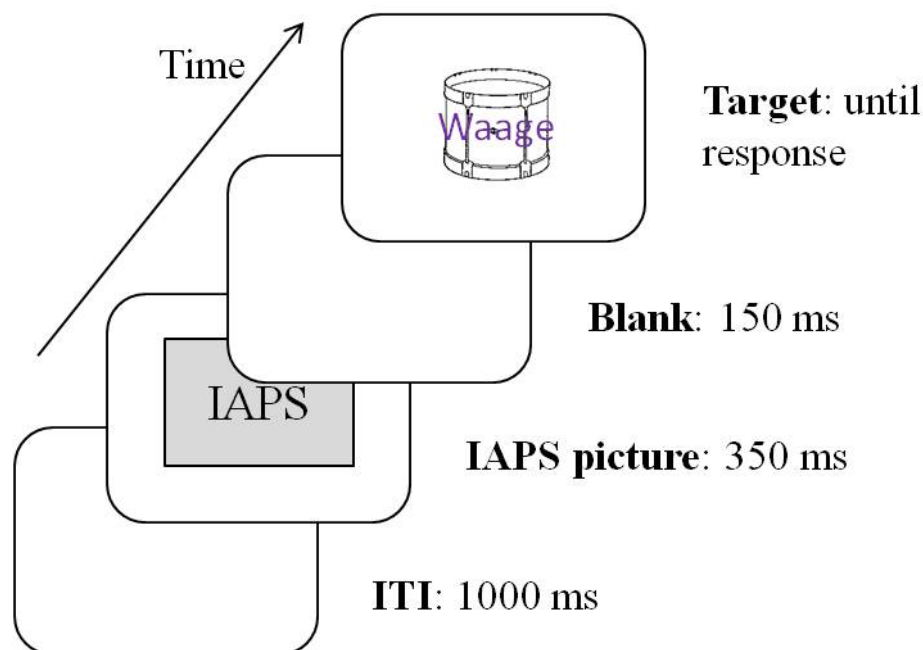 Time
Waage
Target: until
response
Blank: 150 ms
IAPS
IAPS picture: 350 ms
ITI: 1000 ms